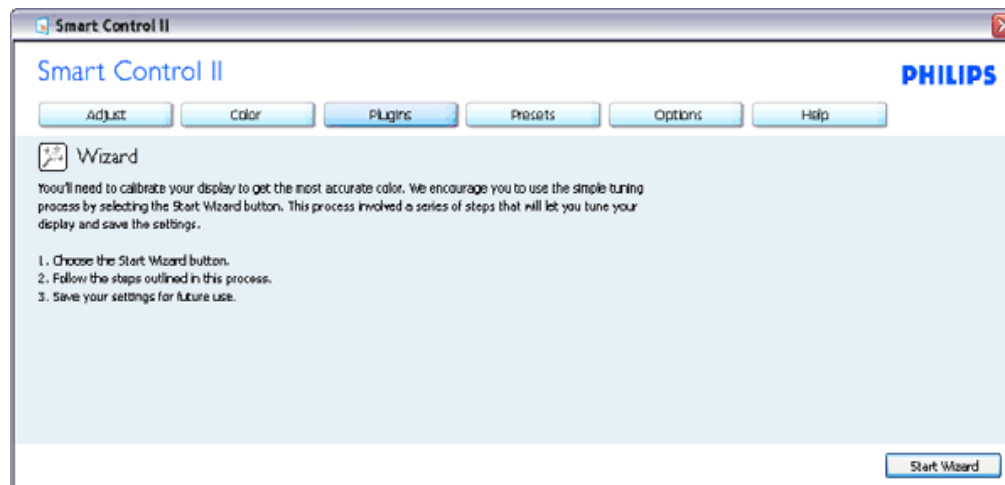 Smart Control II
Smart Control II
PHILIPS
Adjust Color Plugins Presets Options Help
Wizard
Yoou'll need to calibrate your display to get the most accurate color. We encourage you to use the simple tuning
process by selecting the Start Wizard button. This process involved a series of steps that will let you tune your
display and save the settings.
1. Choose the Start Wizard button.
2. Follow the steps outlined in this process.
3. Save your settings for future use.
Start Wizard